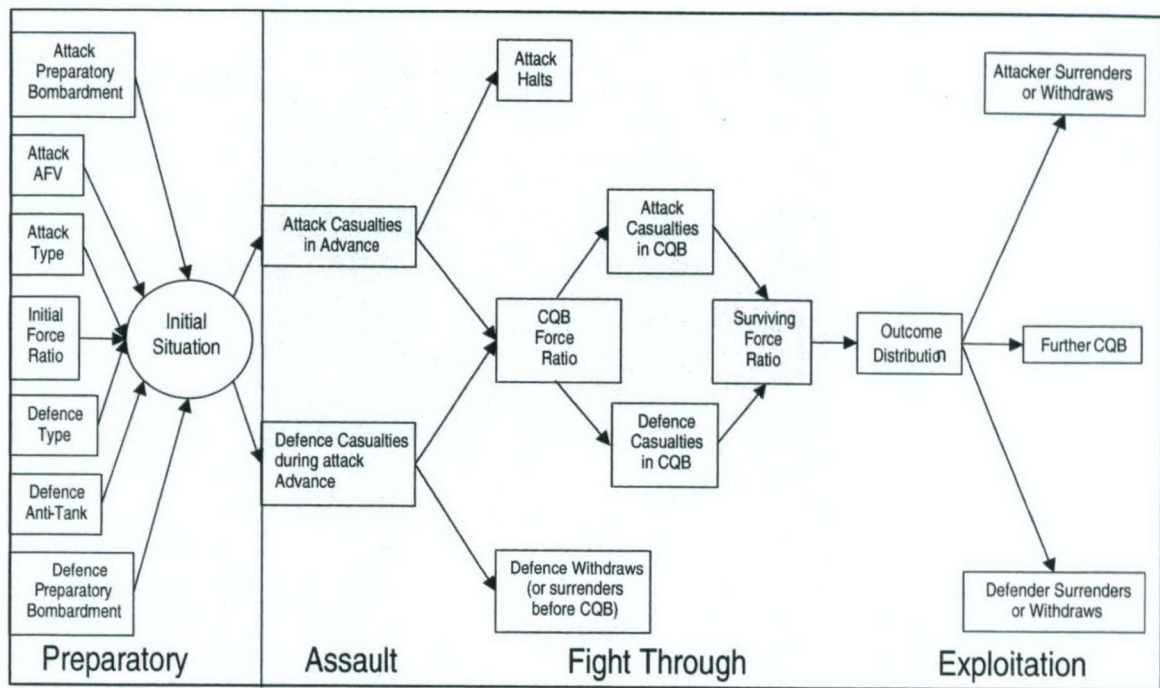 Attack
Preparatory
Bombardment
Attack
AFV
Attack
Type
Initial
Force
Ratio
Defence
Type
Defence
Anti-Tank
Defence
Preparatory
Bombardment
Initial
Situation
Preparatory
Attack Casualties
in Advance
Defence Casualties
during attack
Advance
Assault
Attack
Halts
CQB
Force
Ratio
Defence Withdraws
(or surrenders
before CQB)
Attack
Casualties
in CQB
Defence
Casualties
in CQB
Surviving
Force
Ratio
Fight Through
Outcome
Distribution
Attacker Surrenders
or Withdraws
Further CQB
Defender Surrenders
or Withdraws
Exploitation